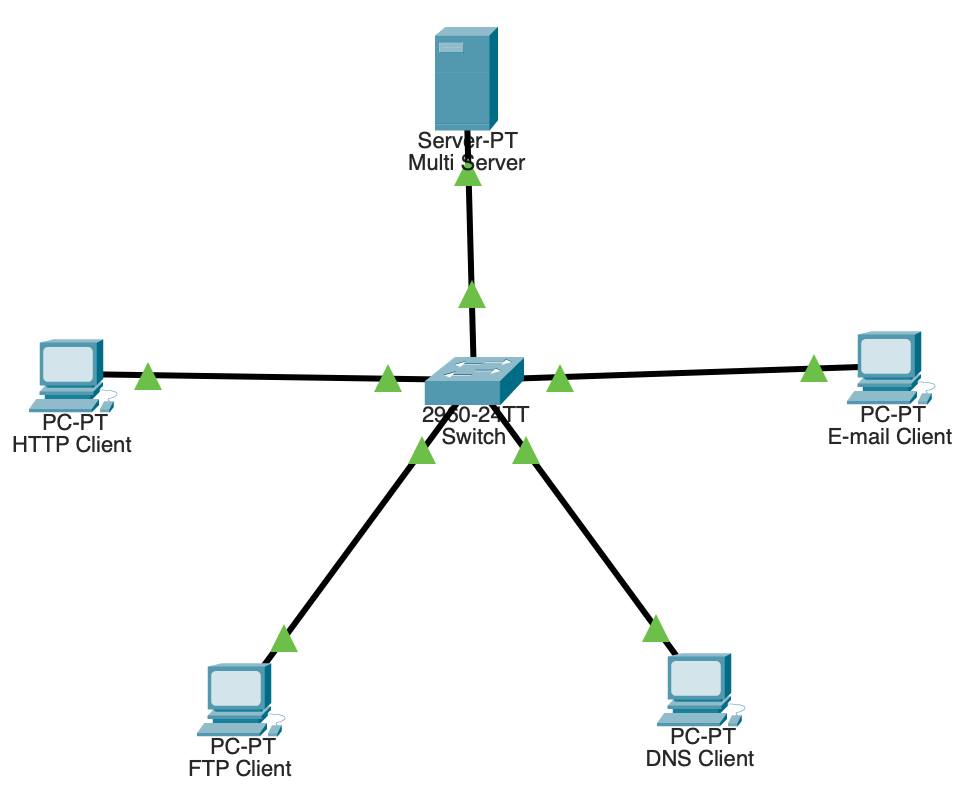 Server-PT
Multi Server
PC-PT
HTTP Client
2960-24TT
Switch
PC-PT
E-mail Client
PC-PT
FTP Client
PC-PT
DNS Client